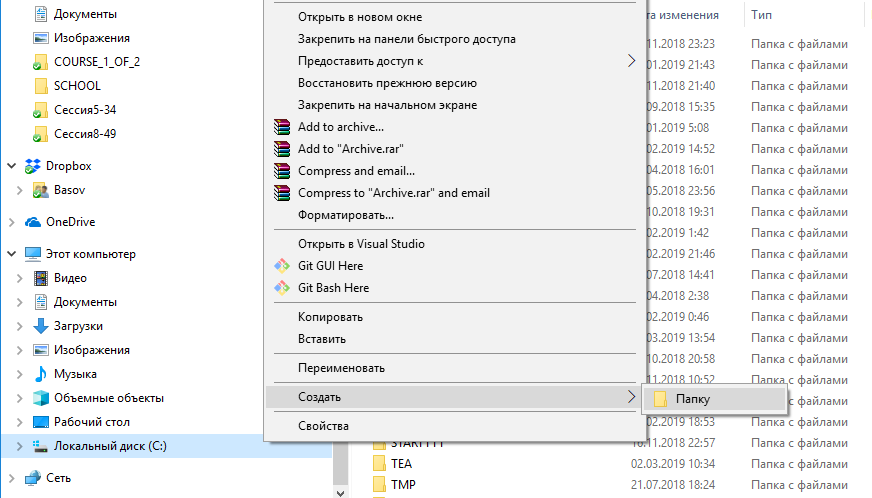 Документы
Изображения
COURSE_1_OF_2
SCHOOL
Сессия5-34
Сессия8-49
Dropbox
Basov
OneDrive
Этот компьютер
Видео
Документы
Загрузки
Изображения
Музыка
Объемные объекты
Рабочий стол
Локальный диск (C:)
Сеть
Открыть в новом окне
Закрепить на панели быстрого доступа
Предоставить доступ к
Восстановить прежнюю версию
Закрепить на начальном экране
Add to archive...
Add to "Archive.rar"
Compress and email...
Compress to "Archive.rar" and email
Форматировать...
Открыть в Visual Studio
Git GUI Here
Git Bash Here
Копировать
Вставить
Переименовать
Создать
Свойства
Папку
та изменения Тип
.11.2018 23:23 Папка с файлами
.01.2019 21:43 Папка с файлами
.11.2018 21:40 Папка с файлами
.09.2018 15:35 Папка с файлами
.01.2019 5:08 Папка с файлами
.02.2019 14:52 Папка с файлами
.04.2018 16:01 Папка с файлами
.05.2018 23:56 Папка с файлами
.10.2018 19:31 Папка с файлами
.02.2019 1:42 Папка с файлами
.02.2019 21:46 Папка с файлами
.07.2018 14:41 Папка с файлами
.04.2018 2:38 Папка с файлами
.02.2019 0:46 Папка с файлами
.03.2019 13:54 Папка с файлами
.10.2018 20:58 Папка с файлами
.11.2018 10:52 Папка с файлами
.02.2019 18:53 Папка с файлами
16.11.2018 22:57 Папка с файлами
TEA 02.03.2019 10:34 Папка с файлами
TMP 21.07.2018 18:24 Папка с файлами